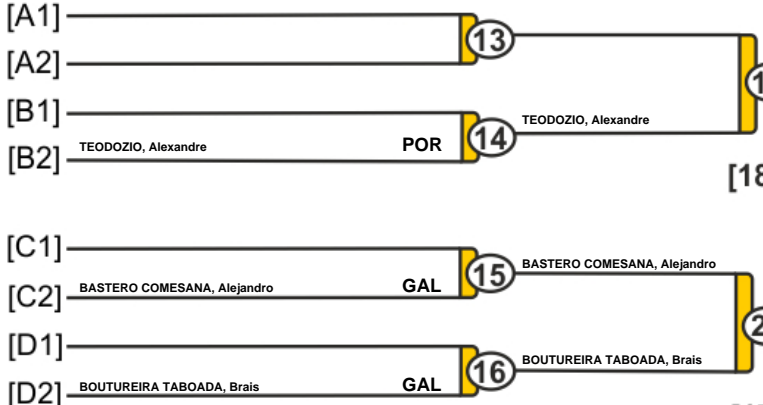 [A1]
13
[A2]
[B1]
TEODOZIO, Alexandre
[B2] TEODOZIO, Alexandre POR 14
[18
[C1]
15 BASTERO COMESANA, Alejandro
[C2] BASTERO COMESANA, Alejandro GAL
[D1]
16 BOUTUREIRA TABOADA, Brais
[D2] BOUTUREIRA TABOADA, Brais GAL